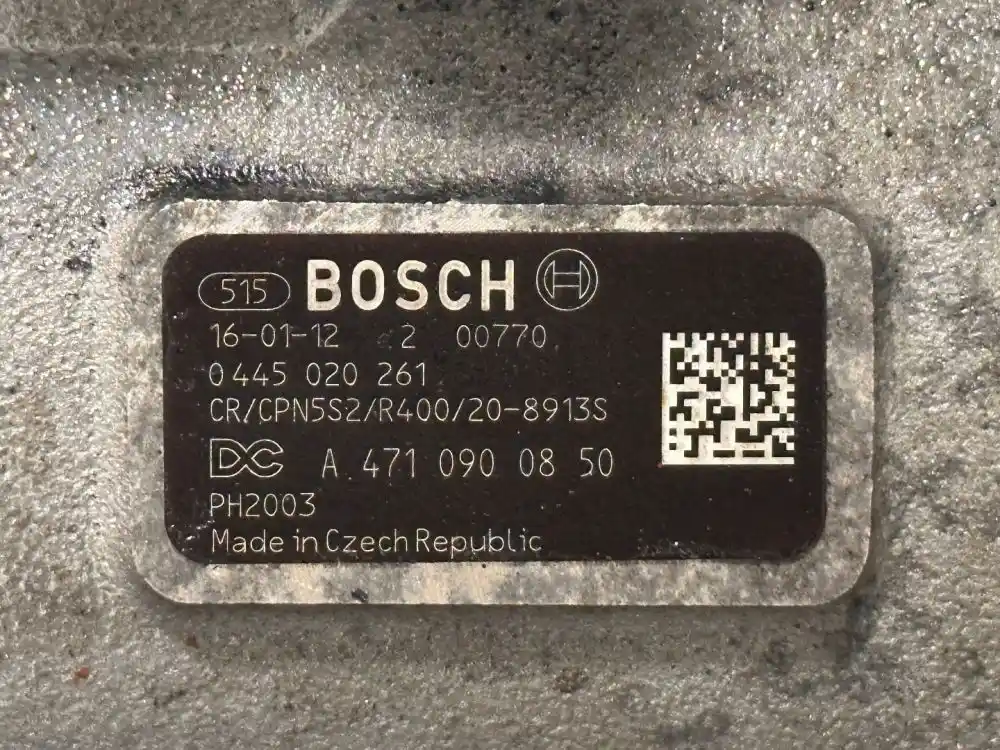 515 BOSCH
16-01-12 2 00770
0 445 020 261
CR/CPN5S2/R400/20-8913S
DC A 471 090 08 50
PH2003
Made in Czech Republic